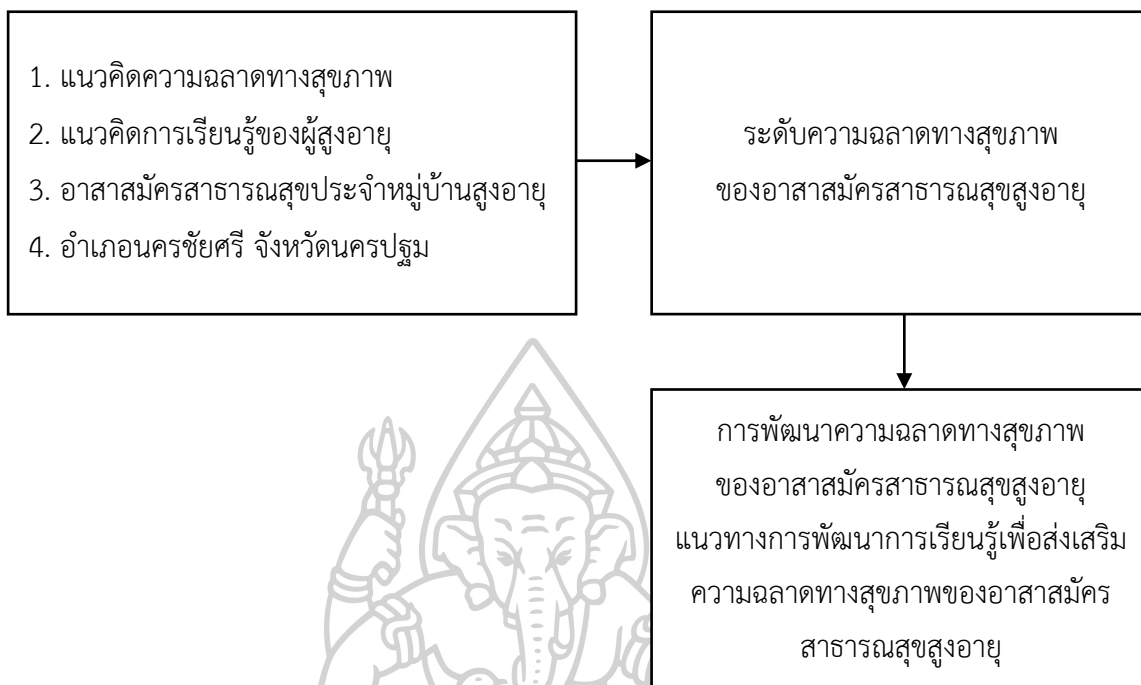 1. แนวคิดความฉลาดทางสุขภาพ
2. แนวคิดการเรียนรู้ของผู้สูงอายุ
3. อาสาสมัครสาธารณสุขประจำหมู่บ้านสูงอายุ
4. อำเภอนครชัยศรี จังหวัดนครปฐม
ระดับความฉลาดทางสุขภาพ
ของอาสาสมัครสาธารณสุขสูงอายุ
การพัฒนาความฉลาดทางสุขภาพ
ของอาสาสมัครสาธารณสุขสูงอายุ
แนวทางการพัฒนาการเรียนรู้เพื่อส่งเสริม
ความฉลาดทางสุขภาพของอาสาสมัคร
สาธารณสุขสูงอายุ